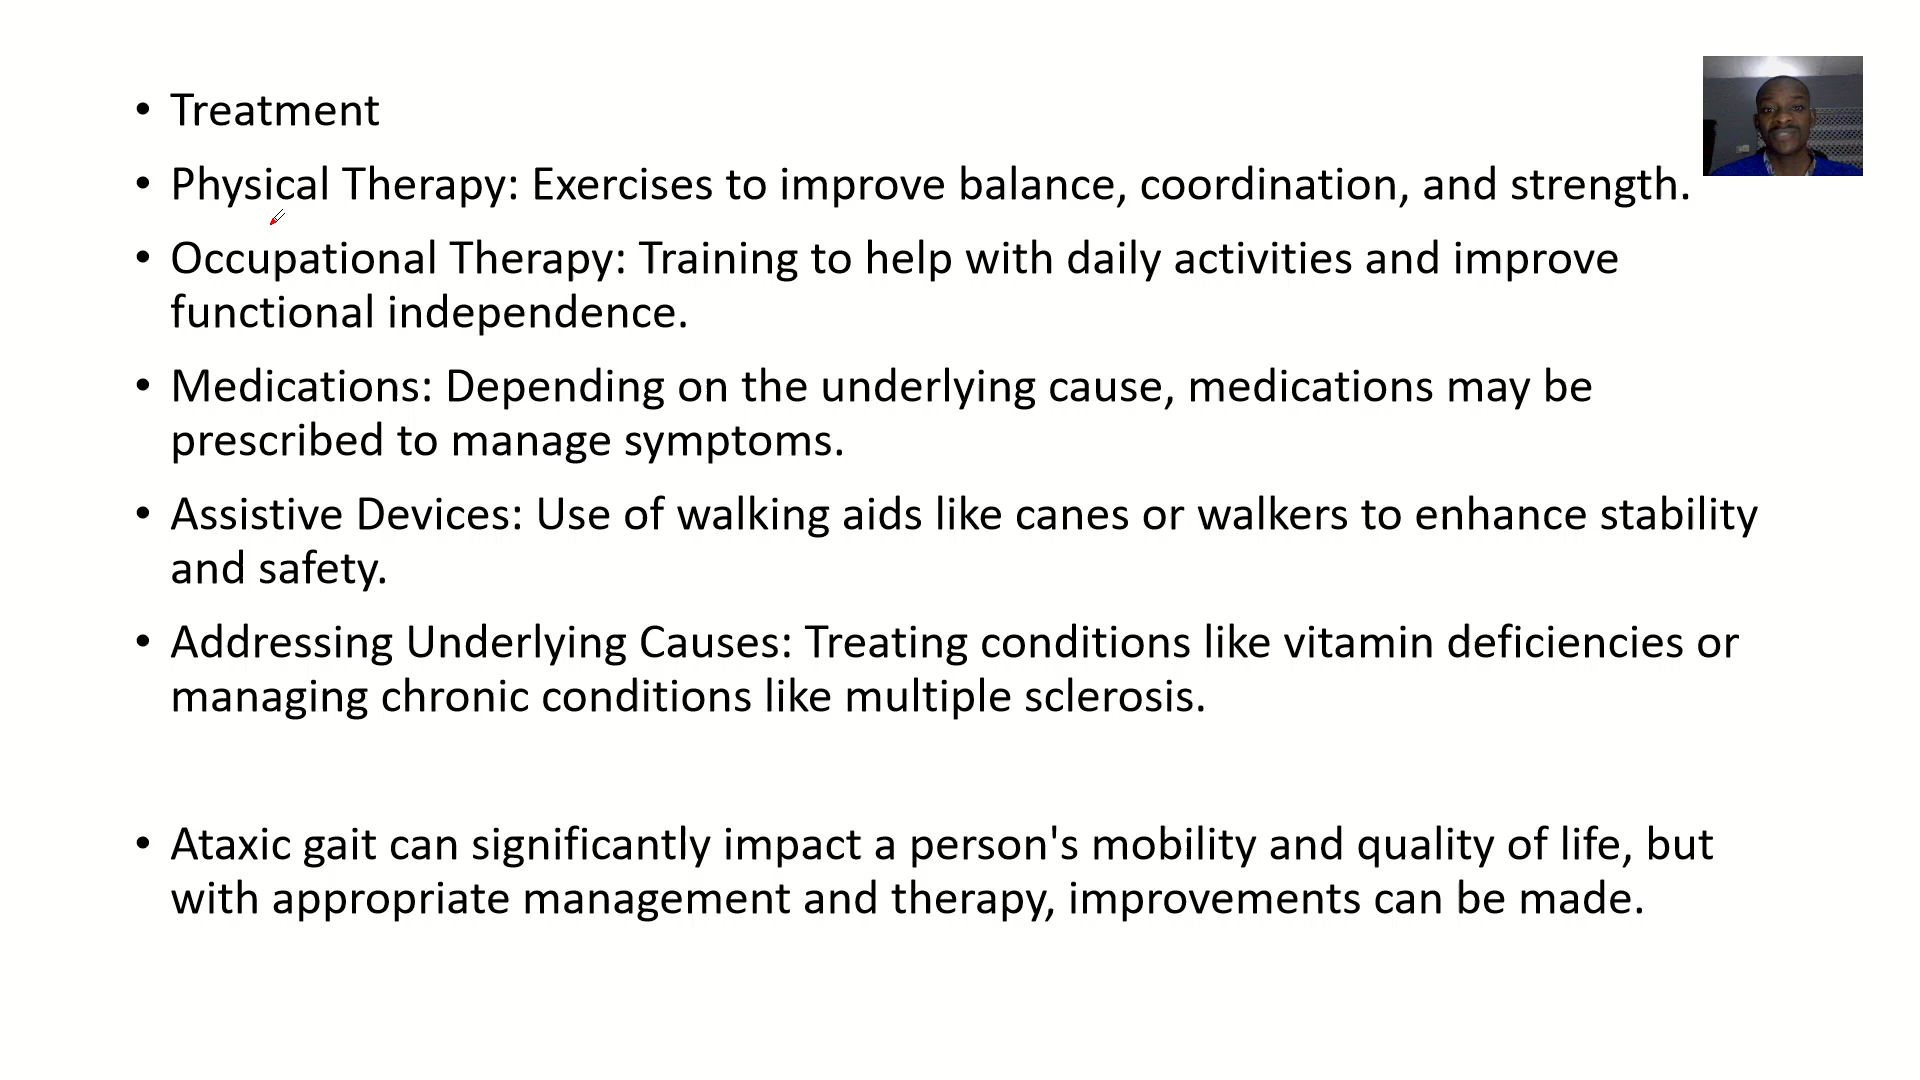 • Treatment
• Physical Therapy: Exercises to improve balance, coordination, and strength.
• Occupational Therapy: Training to help with daily activities and improve
functional independence.
• Medications: Depending on the underlying cause, medications may be
prescribed to manage symptoms.
• Assistive Devices: Use of walking aids like canes or walkers to enhance stability
and safety.
• Addressing Underlying Causes: Treating conditions like vitamin deficiencies or
managing chronic conditions like multiple sclerosis.
• Ataxic gait can significantly impact a person's mobility and quality of life, but
with appropriate management and therapy, improvements can be made.